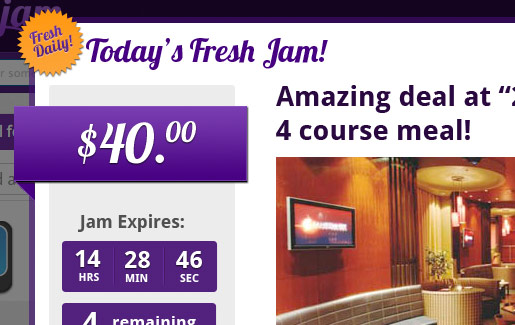 jam
Fresh
Daily!
Today's Fresh Jam!
Amazing deal at “2
4 course meal!
$40.00
Jam Expires:
14 28 46
HRS MIN SEC
4 remaining